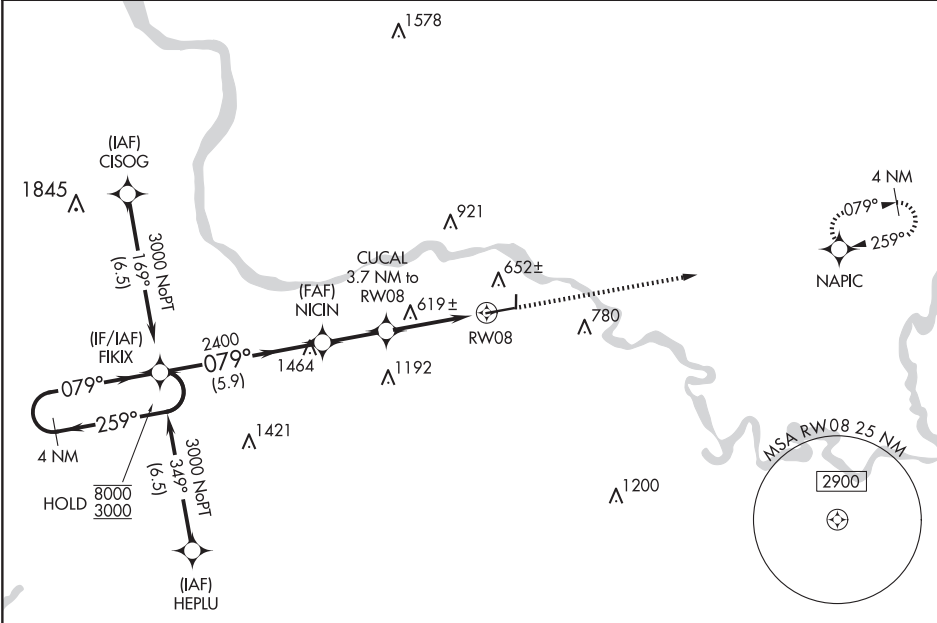 1578
(IAF)
CISOG
1845
3000 NoPT
169°
(6.5)
921
CUCAL
3.7 NM to
RW08
652±
(FAF)
NICIN
619±
RW08
780
4 NM
079°
259°
NAPIC
(IF/IAF)
FIKIX
2400
079°
(5.9)
1464
1192
079°
259°
4 NM
HOLD
8000
3000
1421
3000 NoPT
349°
(6.5)
(IAF)
HEPLU
1200
MSA RW08 25 NM
2900